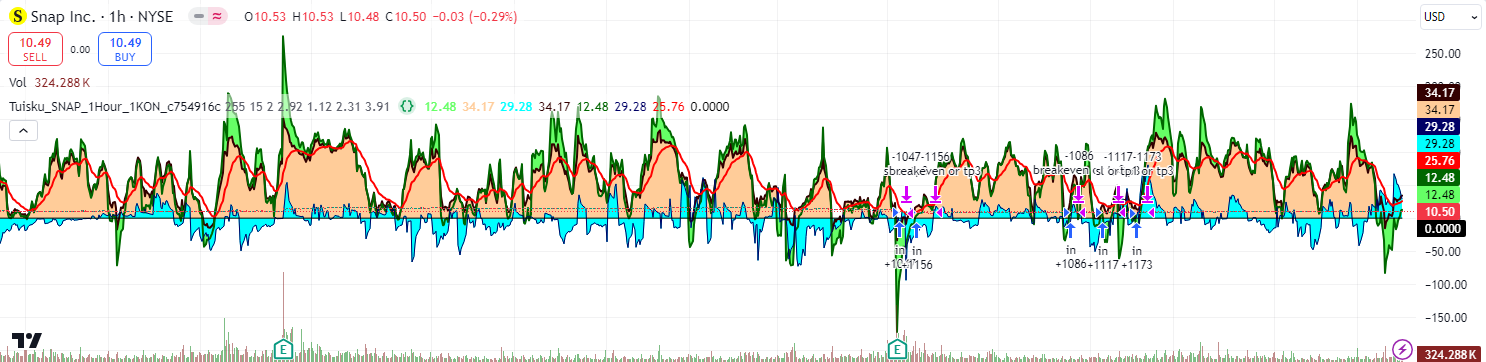 S Snap Inc. · 1h · NYSE O10.53 H10.53 L10.48 C10.50 −0.03 (−0.29%)
USD
10.49
SELL
0.00
10.49
BUY
Vol 324.288 K
Tuisku_SNAP_1Hour_1KON_c754916c 255 15 2 2.92 1.12 2.31 3.91 {} 12.48 34.17 29.28 34.17 12.48 29.28 25.76 0.0000
250.00
34.17
34.17
29.28
29.28
25.76
12.48
12.48
10.50
0.0000
−50.00
−100.00
−150.00
324.288 K
-1047 -1156
breakeven or tp3
-1086
breakeven
-1117 -1173
or tp3
in
in
+1156
in
in
in
+1086 +1117 +1173
E
E